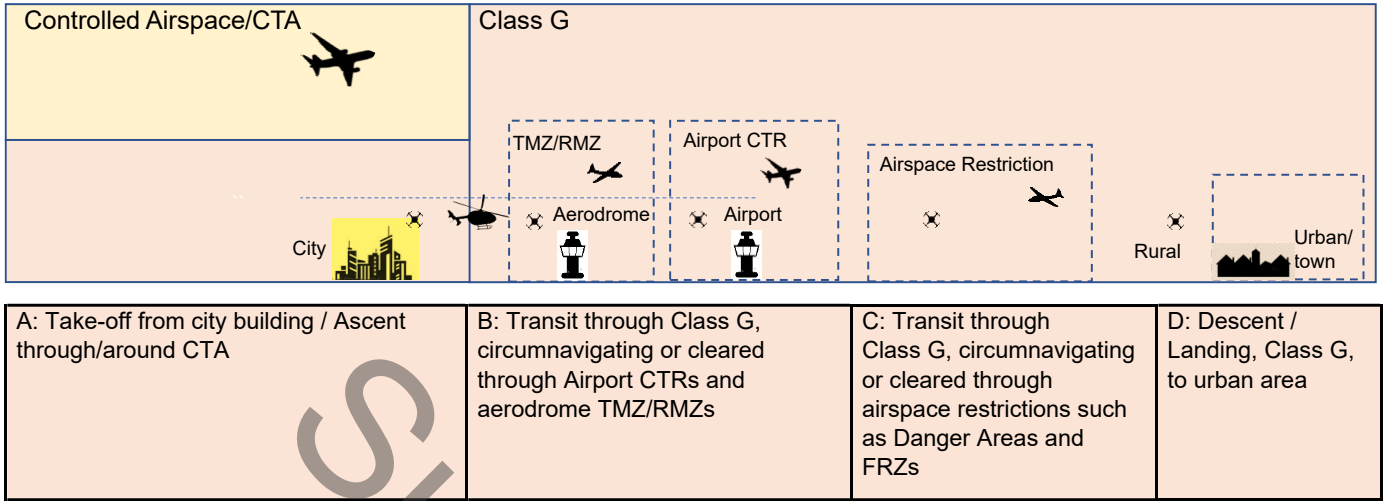 Controlled Airspace/CTA
Class G
TMZ/RMZ
Airport CTR
Airspace Restriction
Aerodrome
Airport
City
Rural
Urban/
town
A: Take-off from city building / Ascent
through/around CTA
B: Transit through Class G,
circumnavigating or cleared
through Airport CTRs and
aerodrome TMZ/RMZs
C: Transit through
Class G, circumnavigating
or cleared through
airspace restrictions such
as Danger Areas and
FRZs
D: Descent /
Landing, Class G,
to urban area